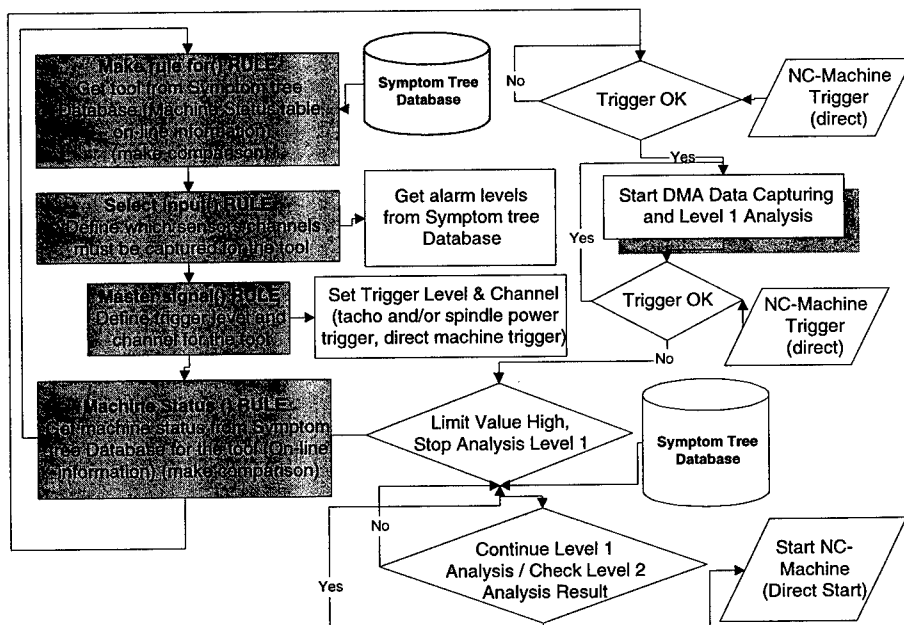 Make rule for() RULE
Get tool from Symptom tree
Database (Machine Status table
on-line information)
(make comparison)
Symptom Tree
Database
No
Trigger OK
NC-Machine
Trigger
(direct)
Yes
Select input() RULE
Define which sensors/channels
must be captured for the tool
Get alarm levels
from Symptom tree
Database
Start DMA Data Capturing
and Level 1 Analysis
Yes
Master signal() RULE
Define trigger level and
channel for the tool
Set Trigger Level & Channel
(tacho and/or spindle power
trigger, direct machine trigger)
Trigger OK
NC-Machine
Trigger
(direct)
No
Machine Status () RULE
Get machine status from Symptom
tree Database for the tool (On-line
information) (make comparison)
Limit Value High,
Stop Analysis Level 1
Symptom Tree
Database
No
Yes
Continue Level 1
Analysis / Check Level 2
Analysis Result
Start NC-
Machine
(Direct Start)